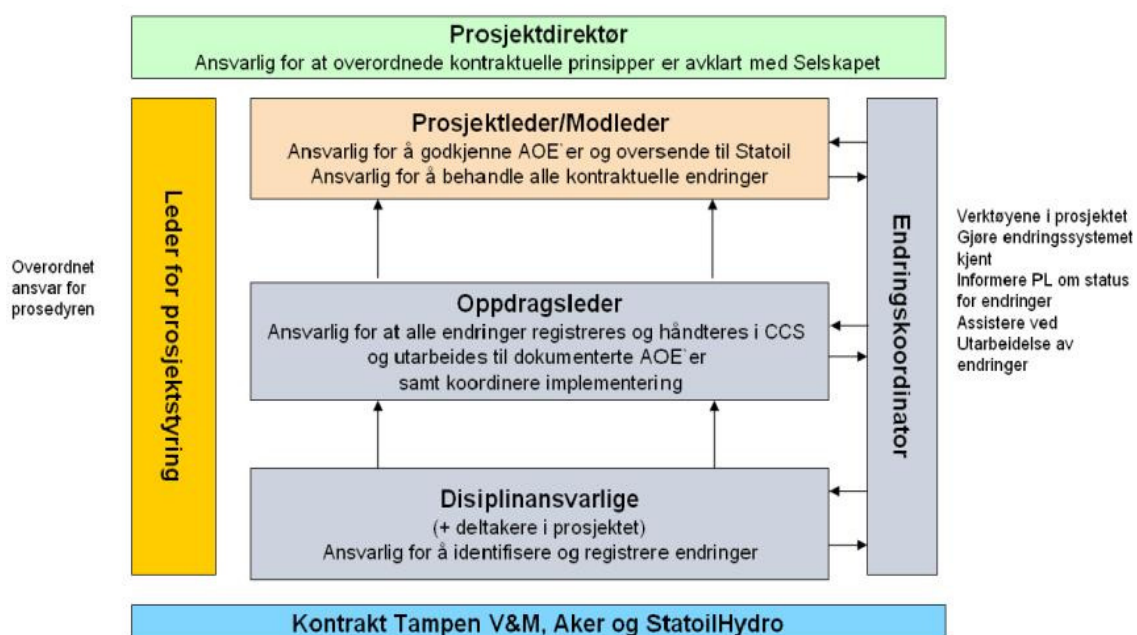 Prosjektdirektør
Ansvarlig for at overordnede kontraktuelle prinsipper er avklart med Selskapet
Overordnet
ansvar for
prosedyren
Leder for prosjektstyring
Prosjektleder/Modleder
Ansvarlig for å godkjenne AOE`er og oversende til Statoil
Ansvarlig for å behandle alle kontraktuelle endringer
Oppdragsleder
Ansvarlig for at alle endringer registreres og håndteres i CCS
og utarbeides til dokumenterte AOE`er
samt koordinere implementering
Disiplinansvarlige
(+ deltakere i prosjektet)
Ansvarlig for å identifisere og registrere endringer
Endringskoordinator
Verktøyene i prosjektet
Gjøre endringssystemet
kjent
Informere PL om status
for endringer
Assistere ved
Utarbeidelse av
endringer
Kontrakt Tampen V&M, Aker og StatoilHydro